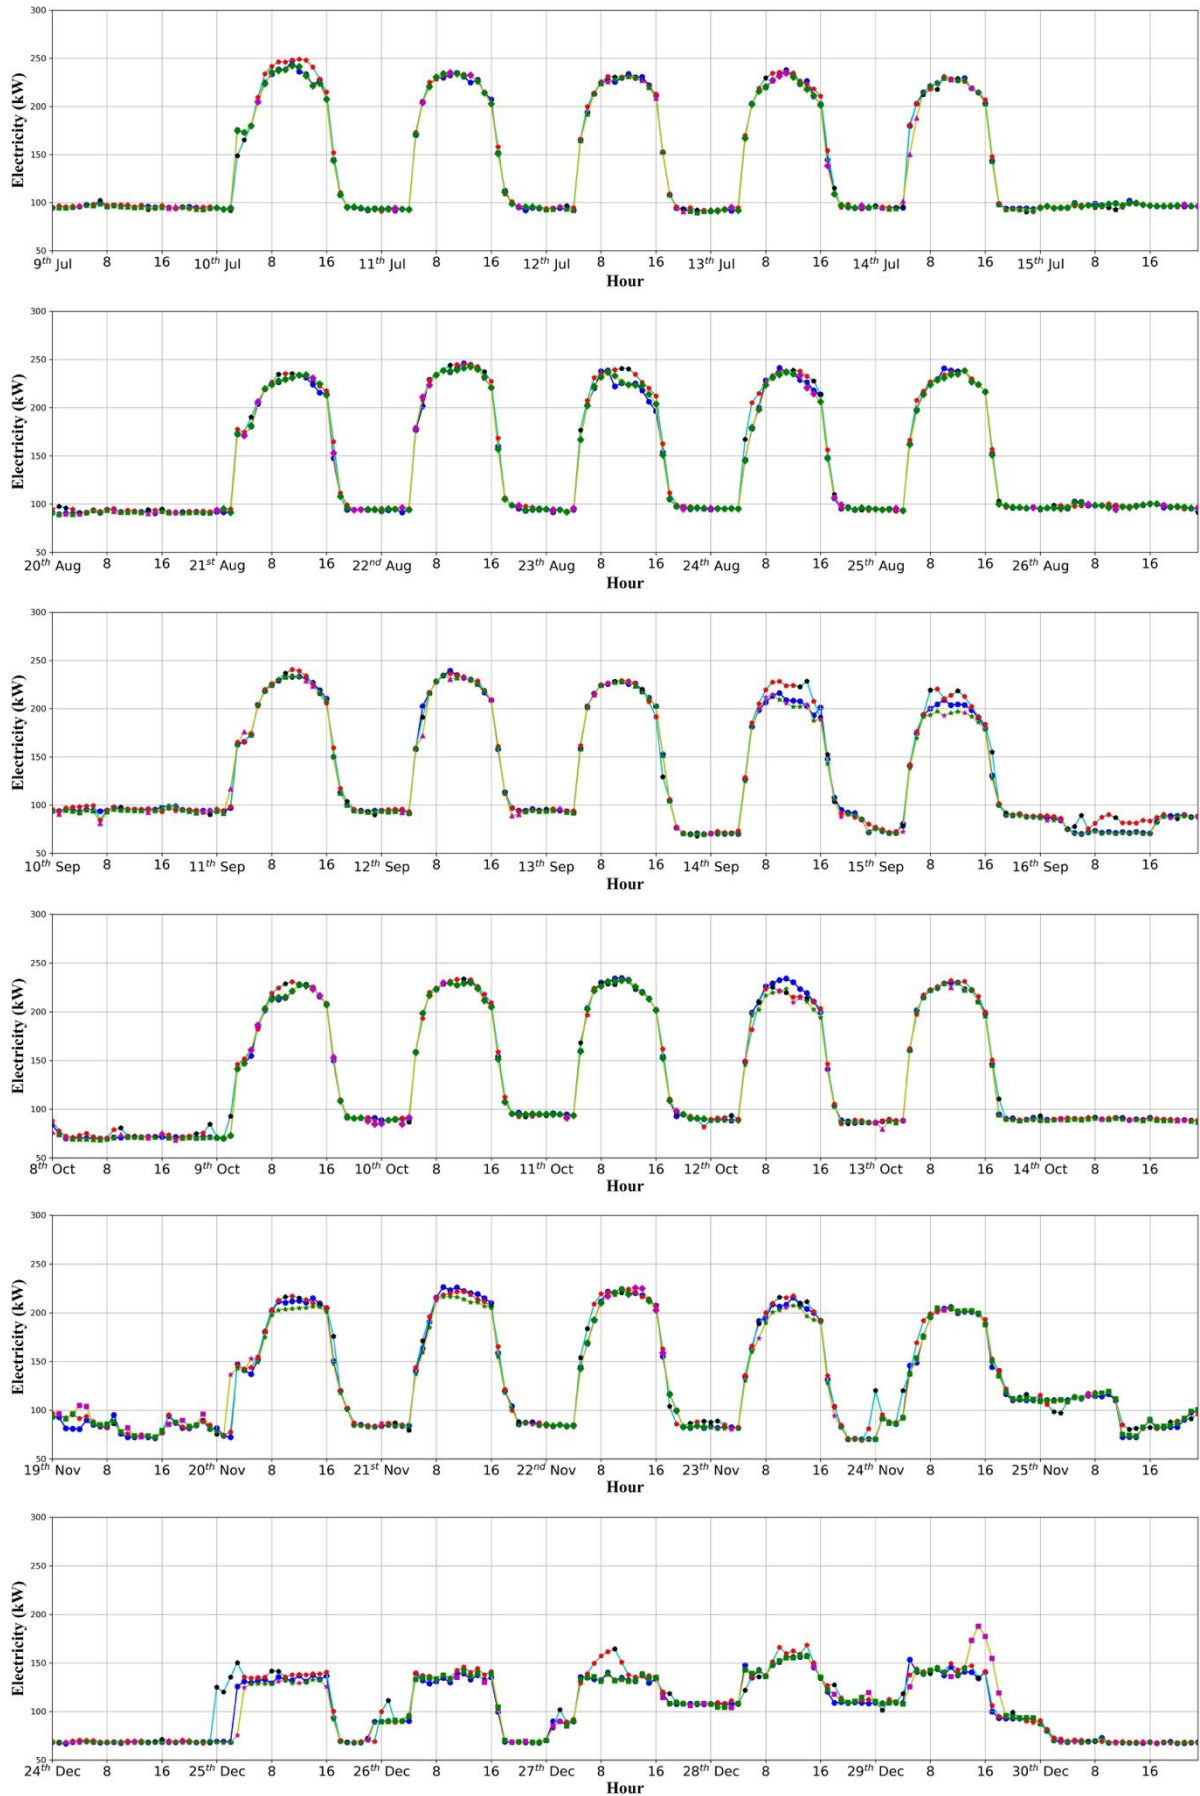 300
250
200
150
100
50
Electricity (kW)
9th Jul 8 16 10th Jul 8 16 11th Jul 8 16 12th Jul 8 16 13th Jul 8 16 14th Jul 8 16 15th Jul 8 16
Hour
300
250
200
150
100
50
Electricity (kW)
20th Aug 8 16 21st Aug 8 16 22nd Aug 8 16 23th Aug 8 16 24th Aug 8 16 25th Aug 8 16 26th Aug 8 16
Hour
300
250
200
150
100
50
Electricity (kW)
10th Sep 8 16 11th Sep 8 16 12th Sep 8 16 13th Sep 8 16 14th Sep 8 16 15th Sep 8 16 16th Sep 8 16
Hour
300
250
200
150
100
50
Electricity (kW)
8th Oct 8 16 9th Oct 8 16 10th Oct 8 16 11th Oct 8 16 12th Oct 8 16 13th Oct 8 16 14th Oct 8 16
Hour
300
250
200
150
100
50
Electricity (kW)
19th Nov 8 16 20th Nov 8 16 21st Nov 8 16 22nd Nov 8 16 23th Nov 8 16 24th Nov 8 16 25th Nov 8 16
Hour
300
250
200
150
100
50
Electricity (kW)
24th Dec 8 16 25th Dec 8 16 26th Dec 8 16 27th Dec 8 16 28th Dec 8 16 29th Dec 8 16 30th Dec 8 16
Hour